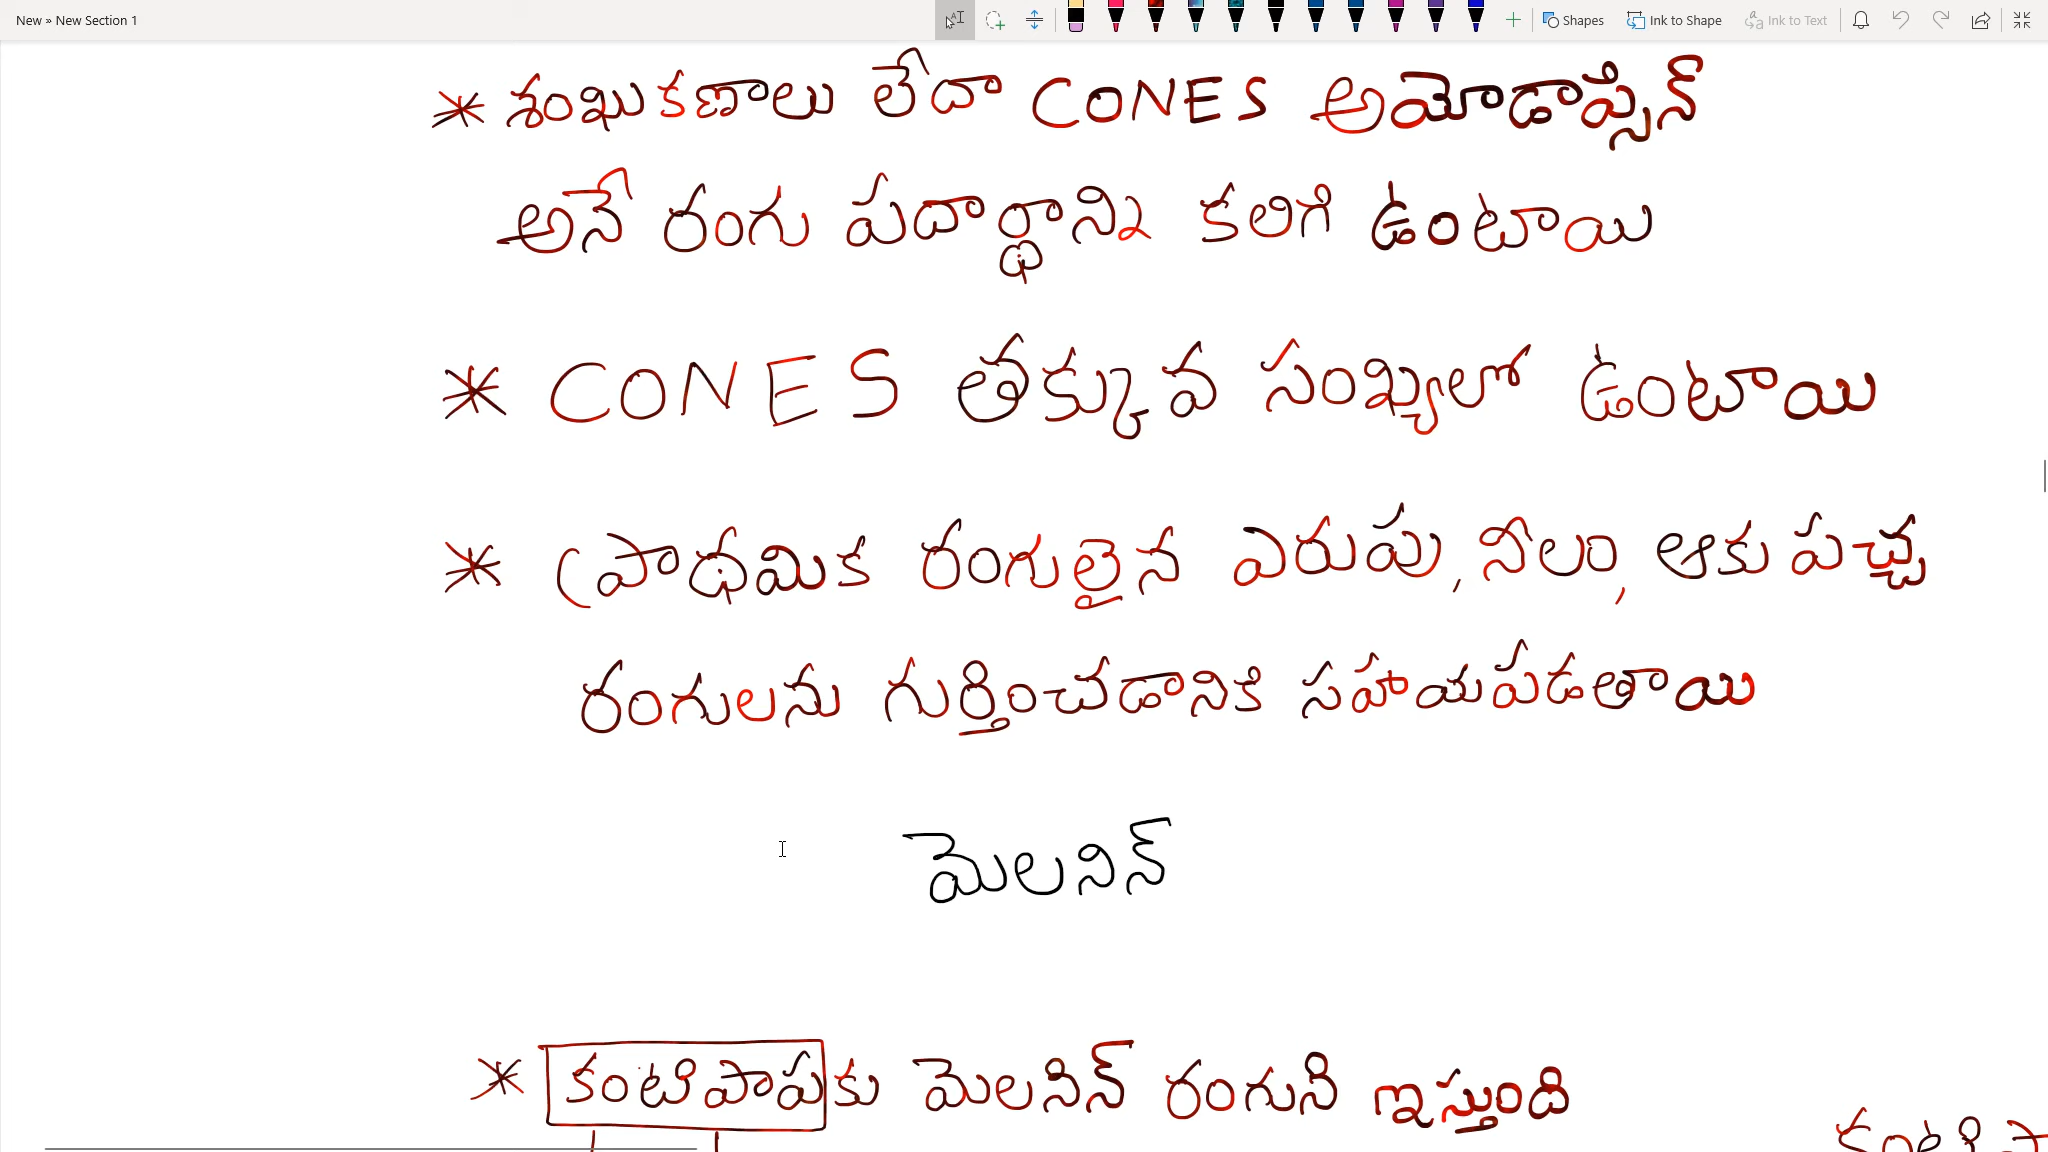 New » New Section 1
Shapes
Ink to Shape
Ink to Text
* శంఖుకణాలు లేదా CONES అయోడాప్సిన్
అనే రంగు పదార్థాన్ని కలిగి ఉంటాయి
* CONES తక్కువ సంఖ్యలో ఉంటాయి
* (పాథమిక రంగులైన ఎరుపు, నీలం, ఆకు పచ్చ
రంగులను గుర్తించడానికి సహాయపడతాయి
మెలనిన్
* కంటిపాపకు మెలనిన్ రంగుని ఇస్తుంది